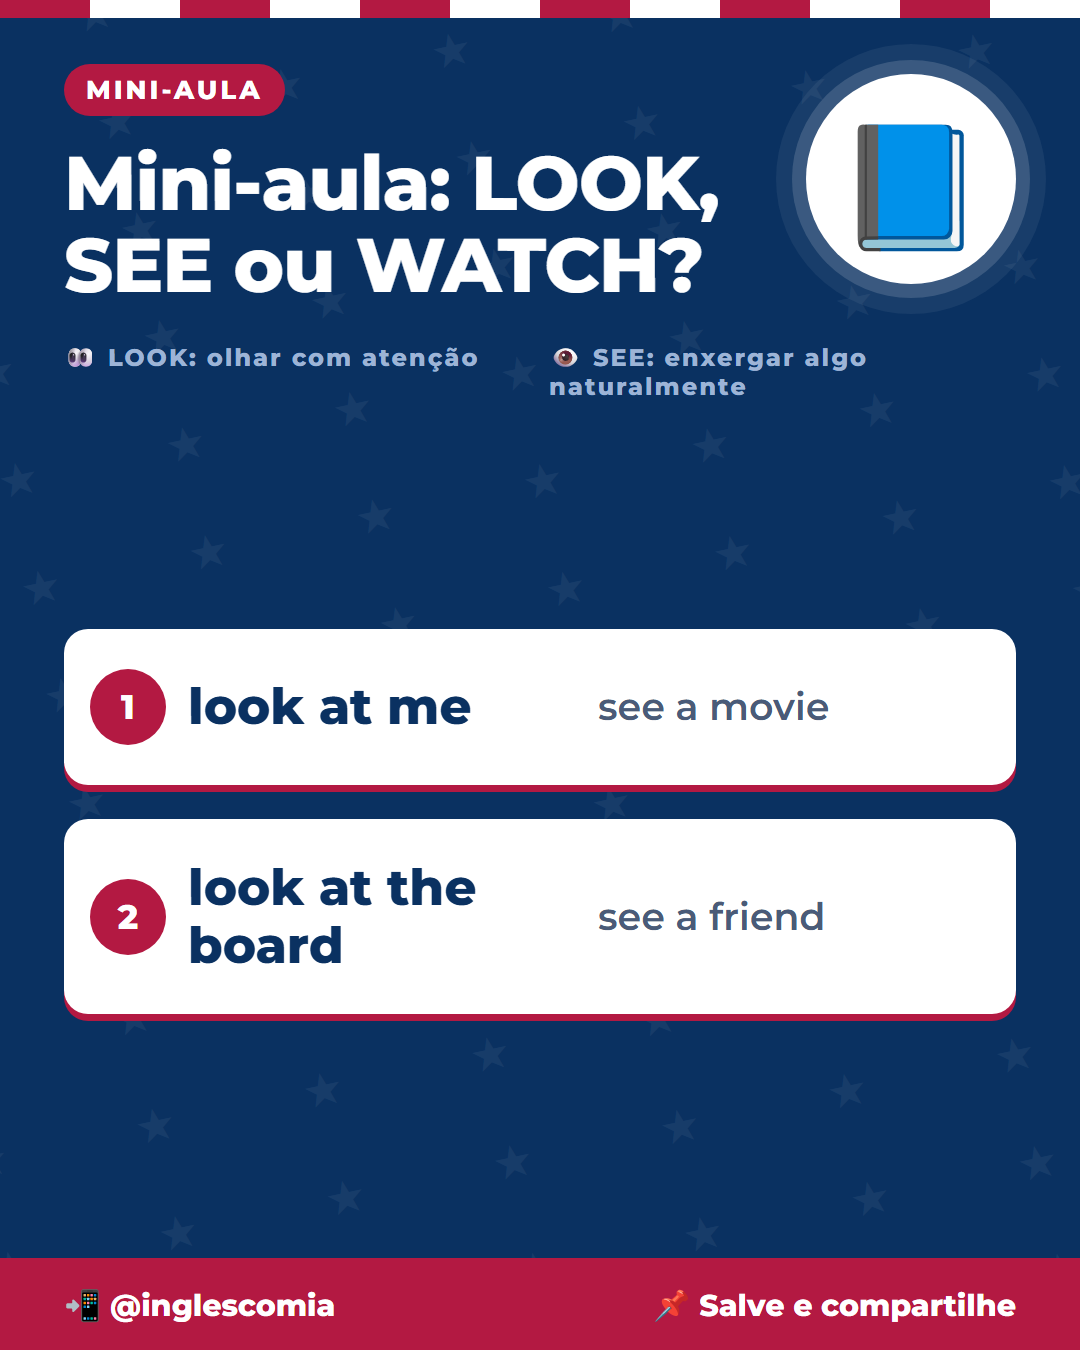 MINI-AULA
Mini-aula: LOOK,
SEE ou WATCH?
👀 LOOK: olhar com atenção
👁️ SEE: enxergar algo
naturalmente
1 look at me see a movie
2 look at the
board
see a friend
📲 @inglescomia
📌 Salve e compartilhe